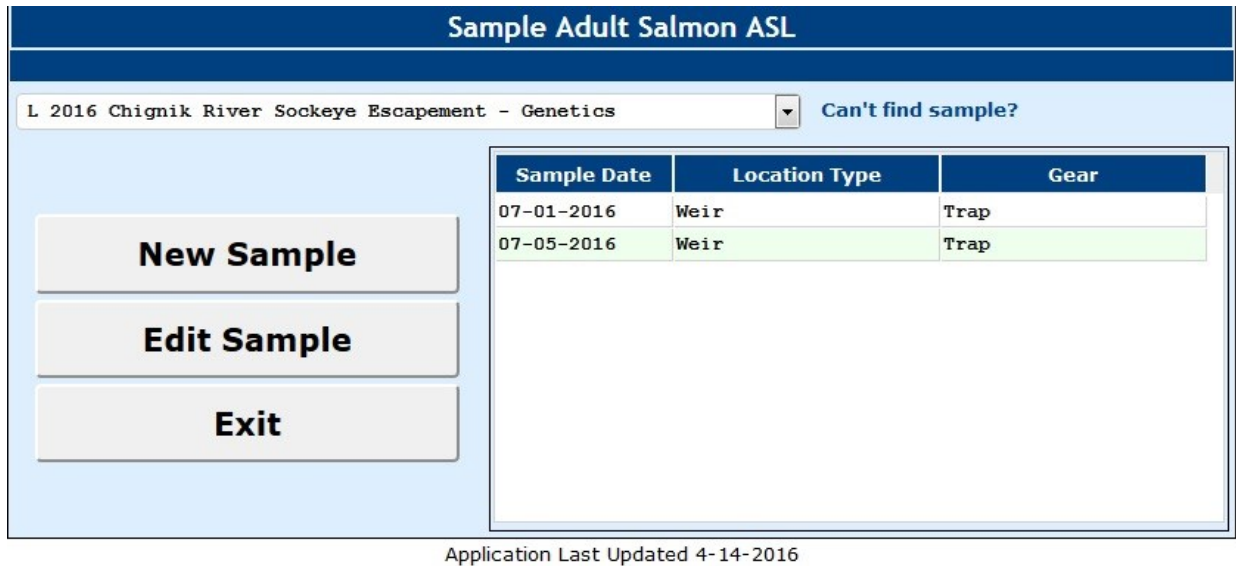 Sample Adult Salmon ASL
L 2016 Chignik River Sockeye Escapement - Genetics
Can't find sample?
Sample Date Location Type Gear
07-01-2016 Weir Trap
07-05-2016 Weir Trap
New Sample
Edit Sample
Exit
Application Last Updated 4-14-2016